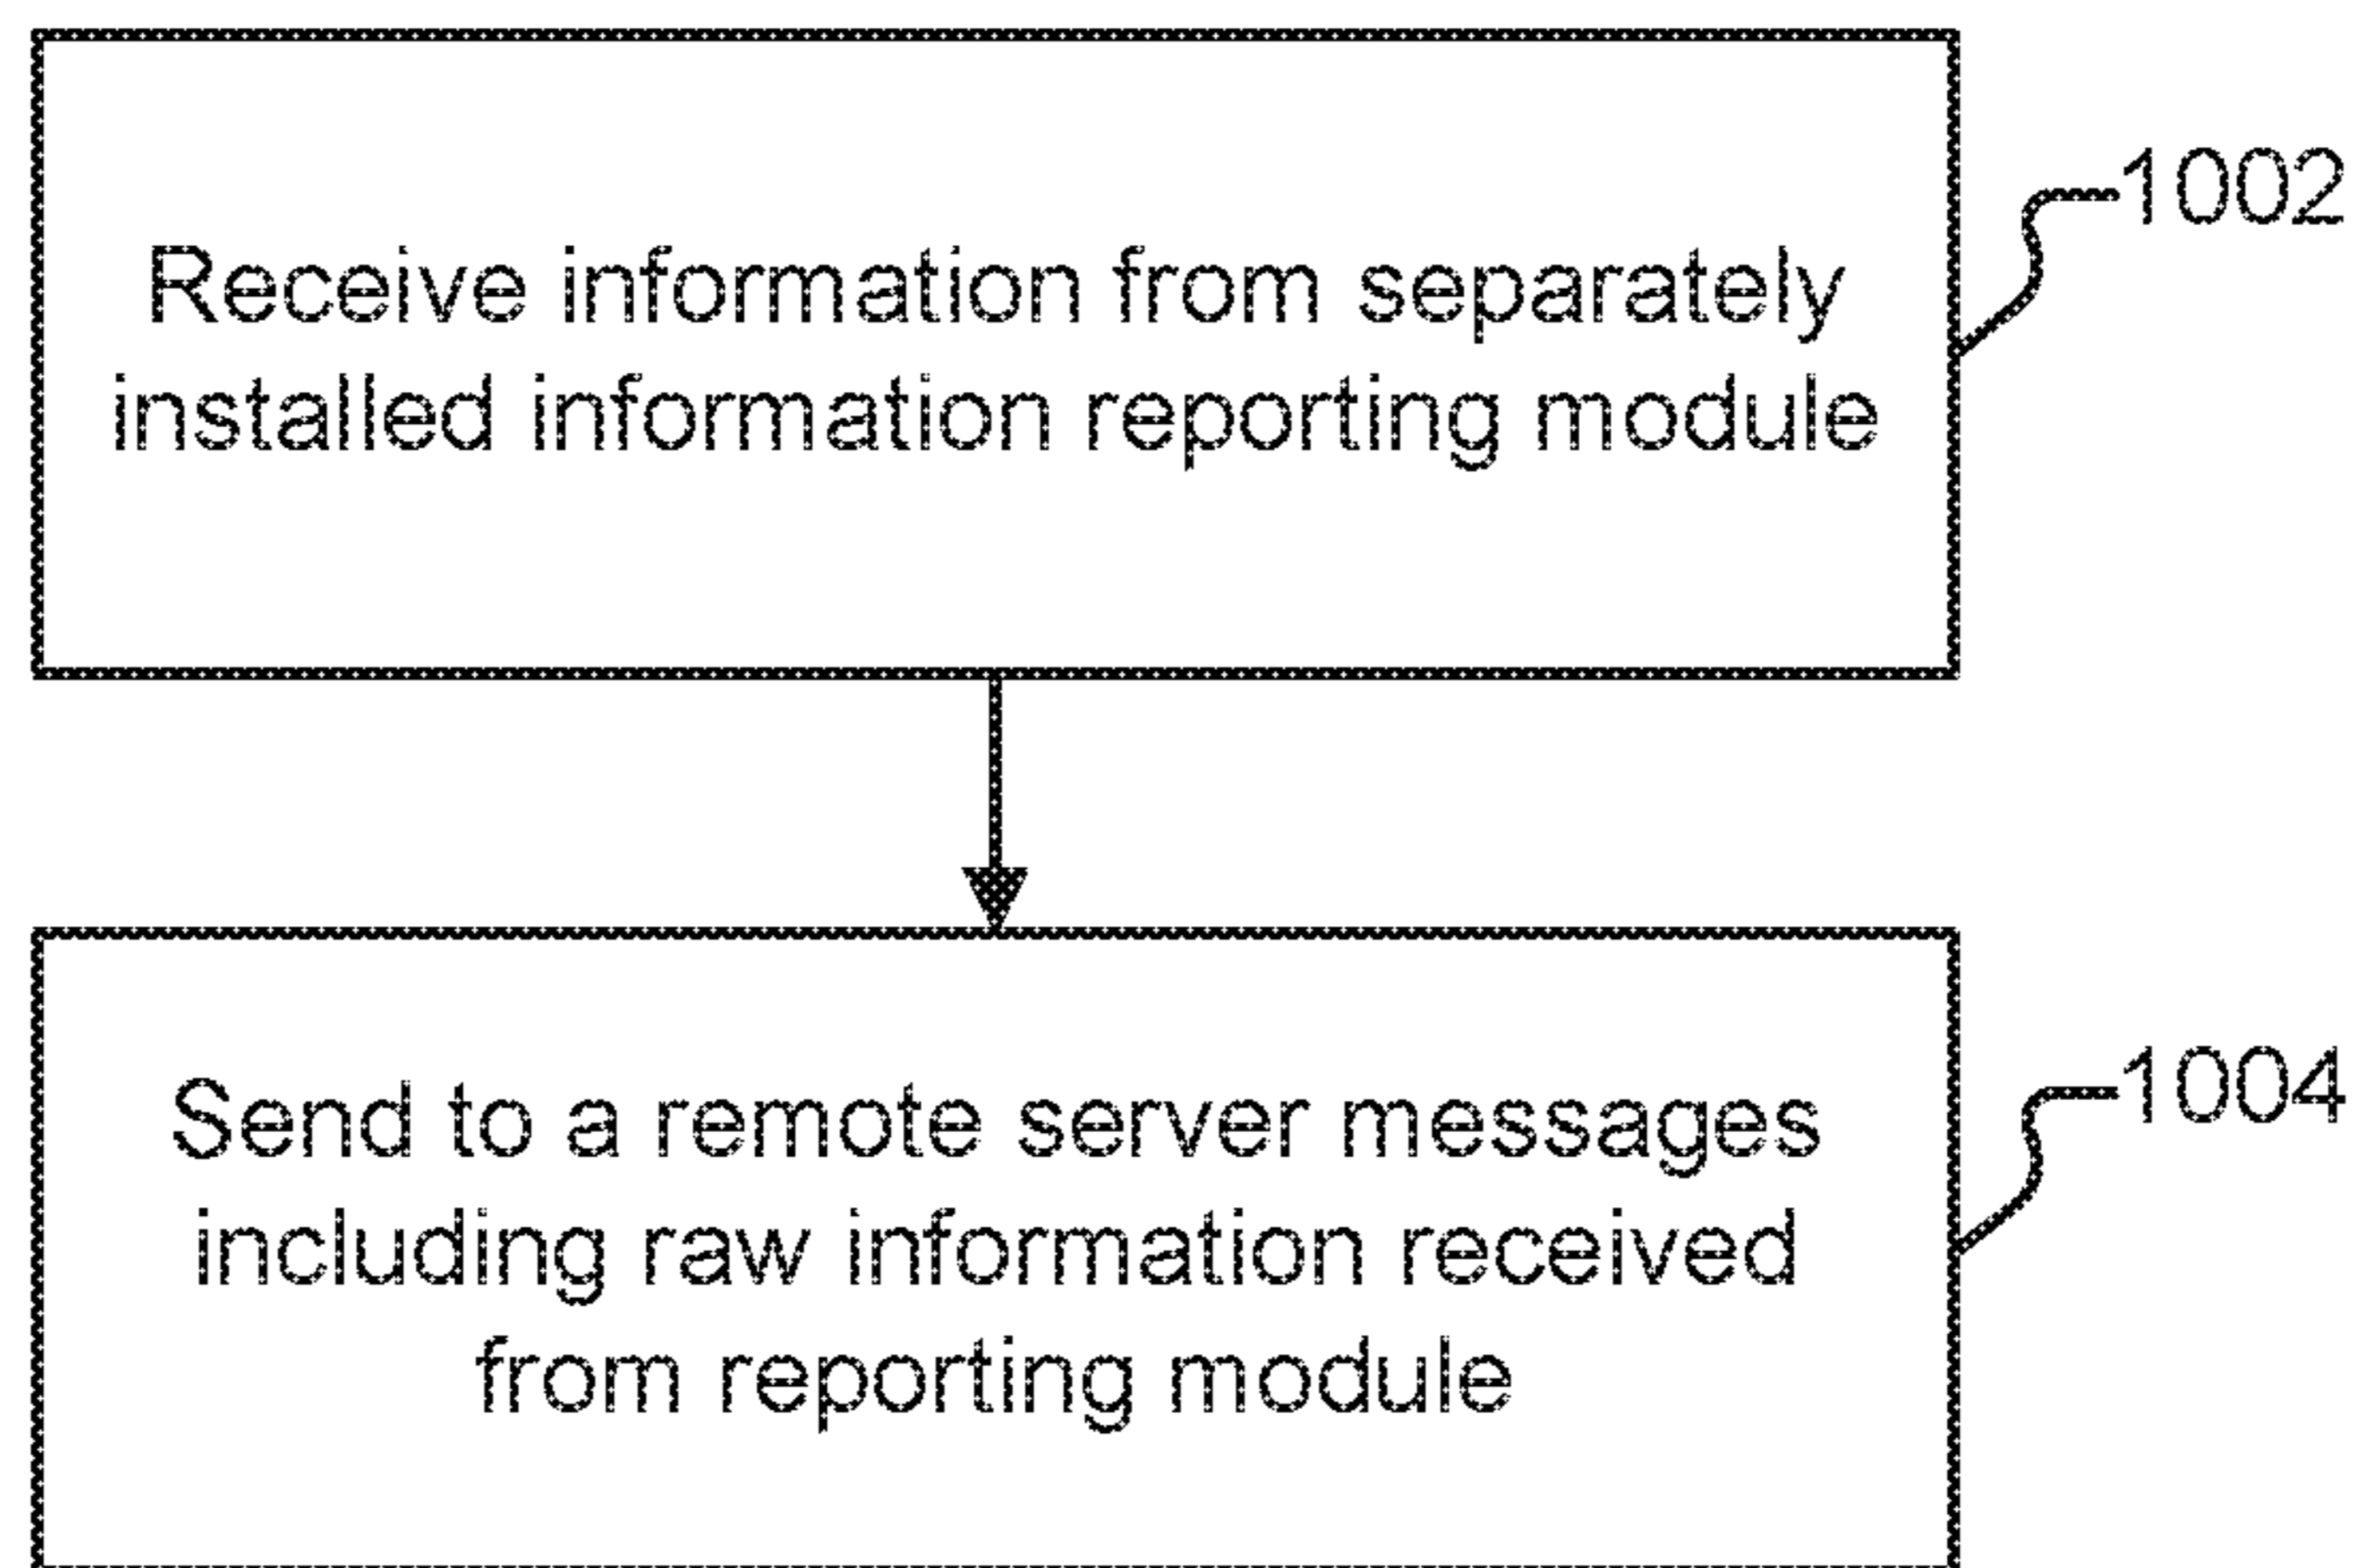 1002
Receive information from separately
installed information reporting module
1004
Send to a remote server messages
including raw information received
from reporting module